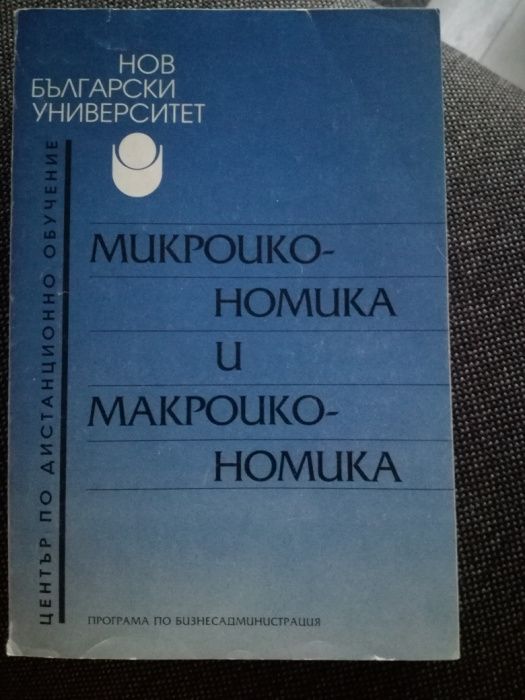 НОВ
БЪЛГАРСКИ
УНИВЕРСИТЕТ
ЦЕНТЪР ПО ДИСТАНЦИОННО ОБУЧЕНИЕ
МИКРОИКО-
НОМИКА
И
МАКРОИКО-
НОМИКА
ПРОГРАМА ПО БИЗНЕСАДМИНИСТРАЦИЯ